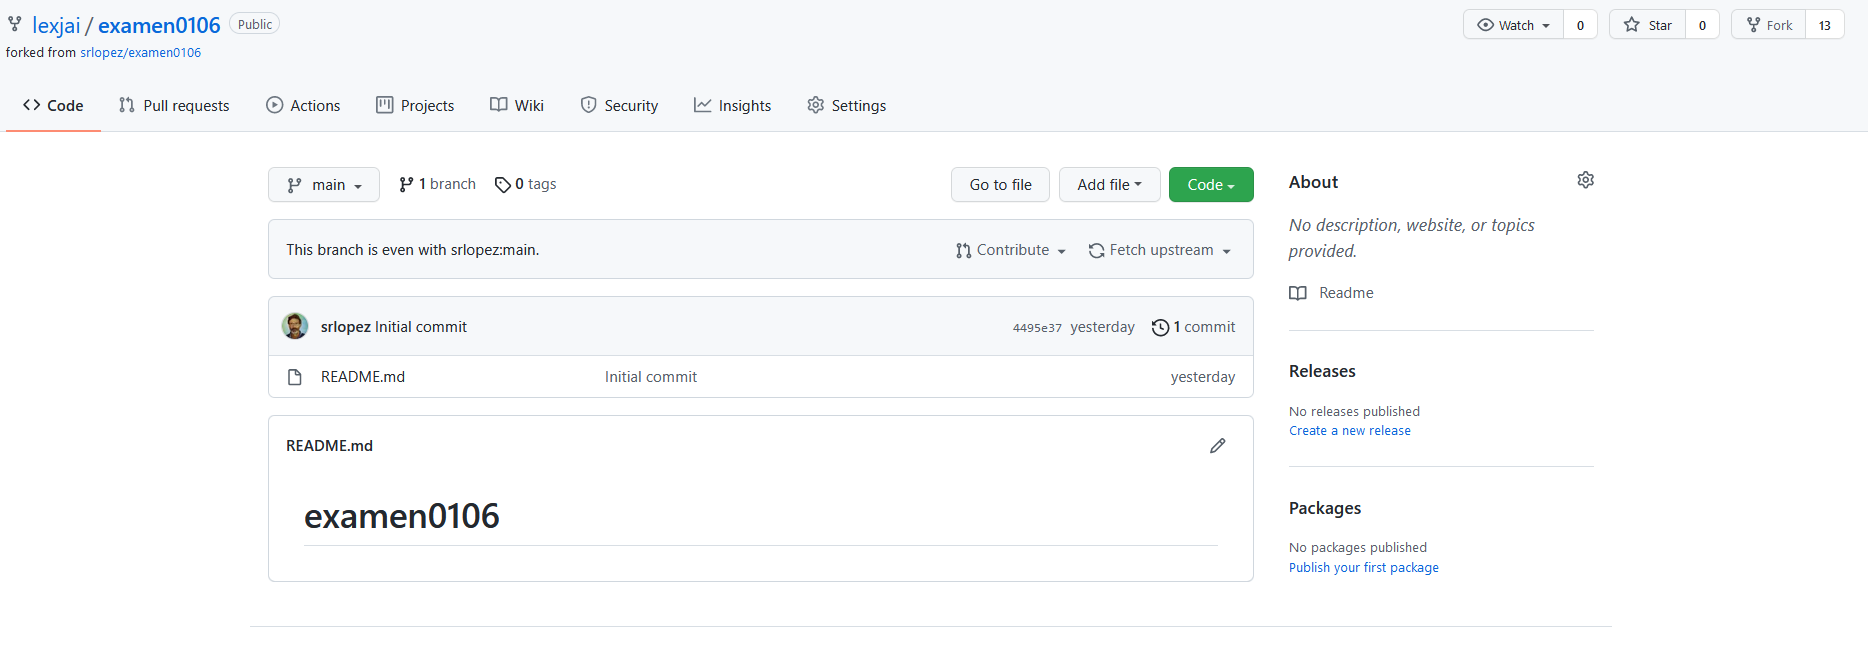 lexjai / examen0106 Public
Watch 0 Star 0 Fork 13
forked from srlopez/examen0106
Code Pull requests Actions Projects Wiki Security Insights Settings
main 1 branch 0 tags Go to file Add file Code
This branch is even with srlopez:main. Contribute Fetch upstream
srlopez Initial commit 4495e37 yesterday 1 commit
README.md Initial commit yesterday
README.md
examen0106
About
No description, website, or topics
provided.
Readme
Releases
No releases published
Create a new release
Packages
No packages published
Publish your first package